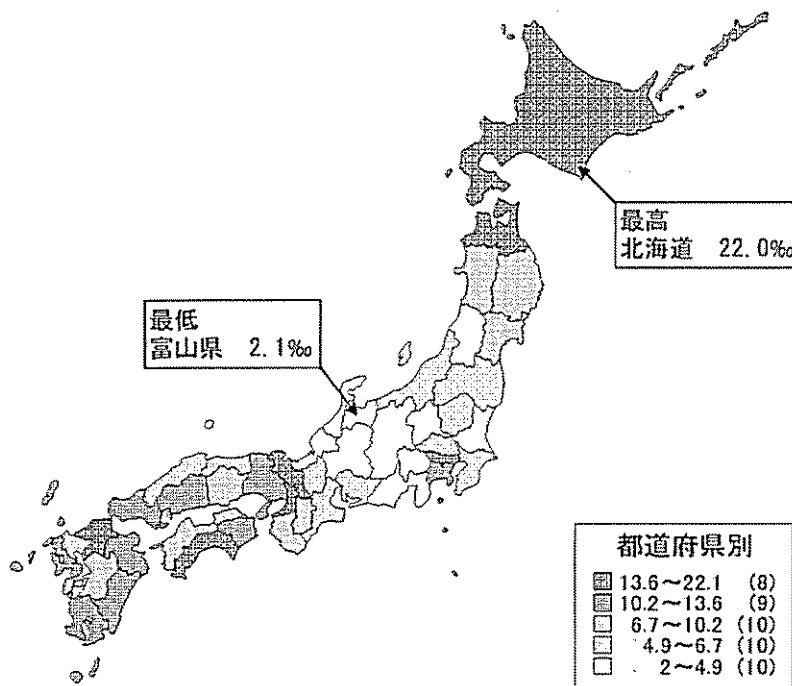 最高
北海道 22.0‰
最低
富山県 2.1‰
都道府県別
13.6～22.1 (8)
10.2～13.6 (9)
6.7～10.2 (10)
4.9～6.7 (10)
2～4.9 (10)